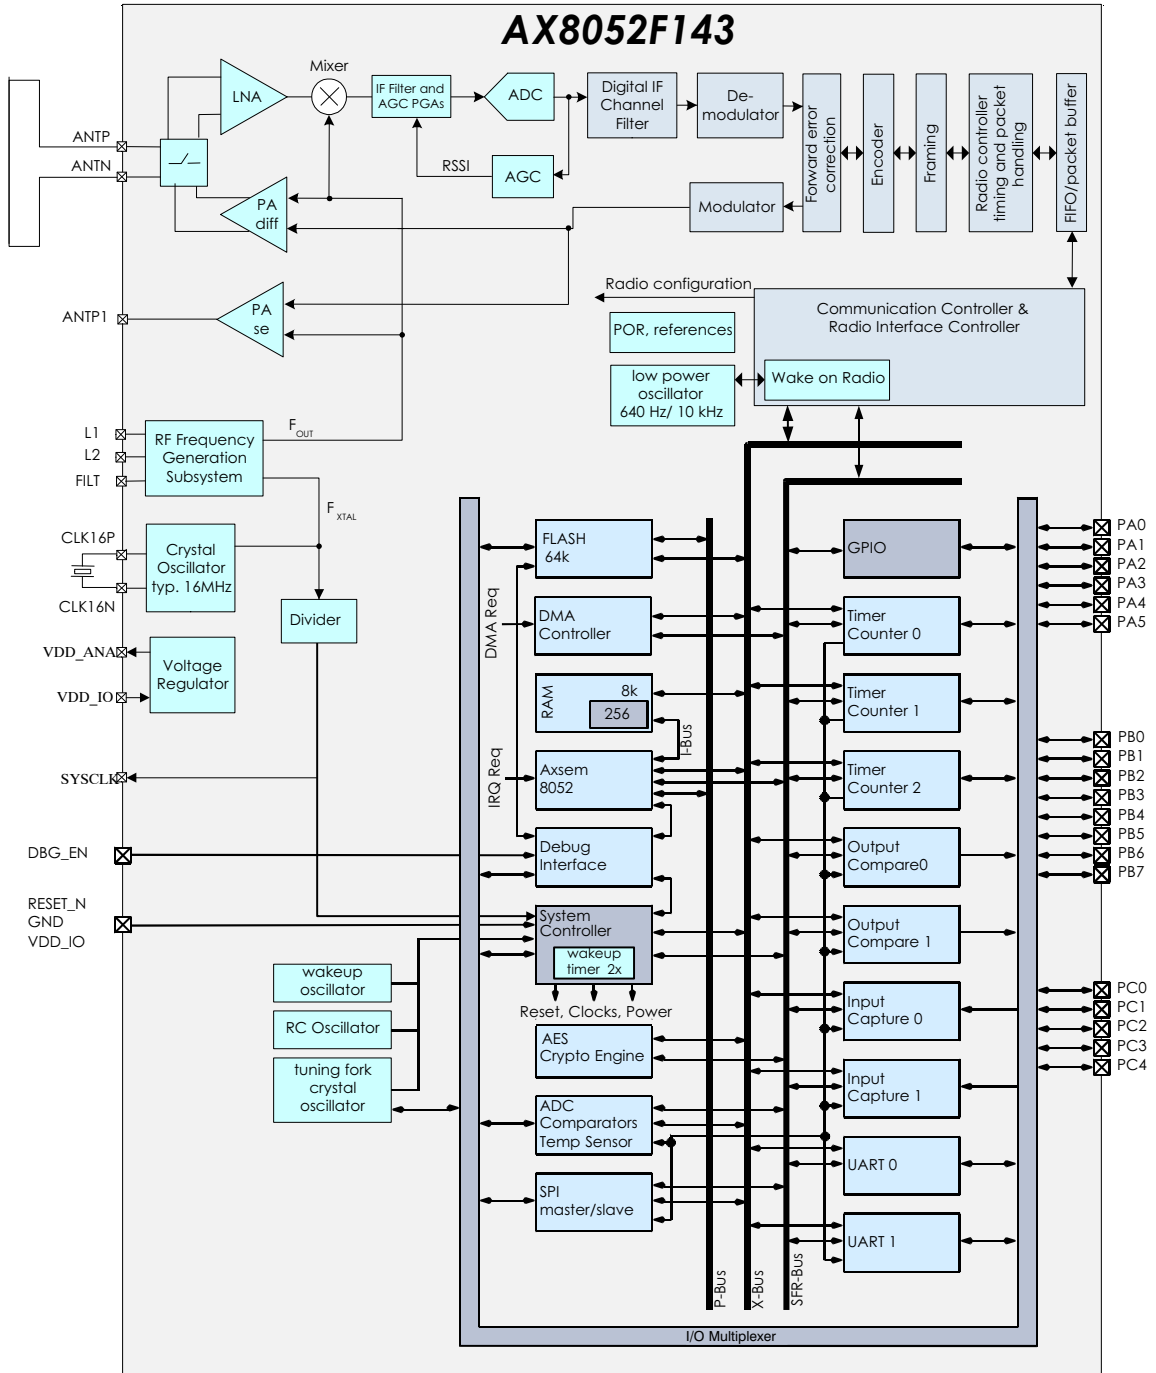 AX8052F143
Mixer
LNA
IF Filter and
AGC PGAs
ADC
Digital IF
Channel
Filter
De-
modulator
Forward error
correction
Encoder
Framing
Radio controller
timing and packet
handling
FIFO/packet buffer
ANTP
ANTN
RSSI
AGC
PA
diff
Modulator
ANTP1
PA
se
Radio configuration
Communication Controller &
Radio Interface Controller
POR, references
low power
oscillator
640 Hz/ 10 kHz
Wake on Radio
L1
L2
FILT
RF Frequency
Generation
Subsystem
FOUT
FXTAL
CLK16P
CLK16N
Crystal
Oscillator
typ. 16MHz
Divider
VDD_ANA
VDD_IO
Voltage
Regulator
SYSCLK
DBG_EN
RESET_N
GND
VDD_IO
wakeup
oscillator
RC Oscillator
tuning fork
crystal
oscillator
FLASH
64k
DMA Req
DMA
Controller
RAM
8k
256
I-Bus
IRQ Req
Axsem
8052
Debug
Interface
System
Controller
wakeup
timer 2x
Reset, Clocks, Power
AES
Crypto Engine
ADC
Comparators
Temp Sensor
SPI
master/slave
P-Bus
X-Bus
SFR-Bus
GPIO
Timer
Counter 0
Timer
Counter 1
Timer
Counter 2
Output
Compare0
Output
Compare 1
Input
Capture 0
Input
Capture 1
UART 0
UART 1
I/O Multiplexer
PA0
PA1
PA2
PA3
PA4
PA5
PB0
PB1
PB2
PB3
PB4
PB5
PB6
PB7
PC0
PC1
PC2
PC3
PC4